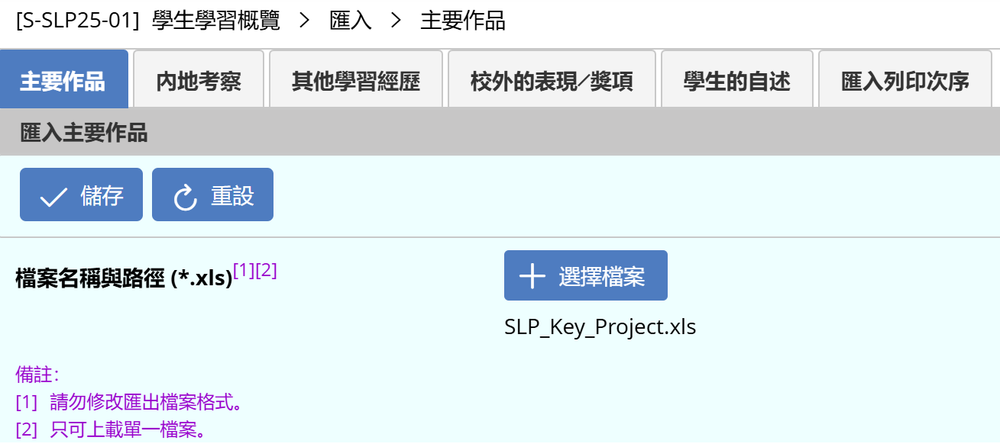 [S-SLP25-01] 學生學習概覽 > 匯入 > 主要作品
主要作品 內地考察 其他學習經歷 校外的表現/獎項 學生的自述 匯入列印次序
匯入主要作品
儲存 重設
檔案名稱與路徑 (*.xls)[1][2] 選擇檔案
SLP_Key_Project.xls
備註:
[1] 請勿修改匯出檔案格式。
[2] 只可上載單一檔案。